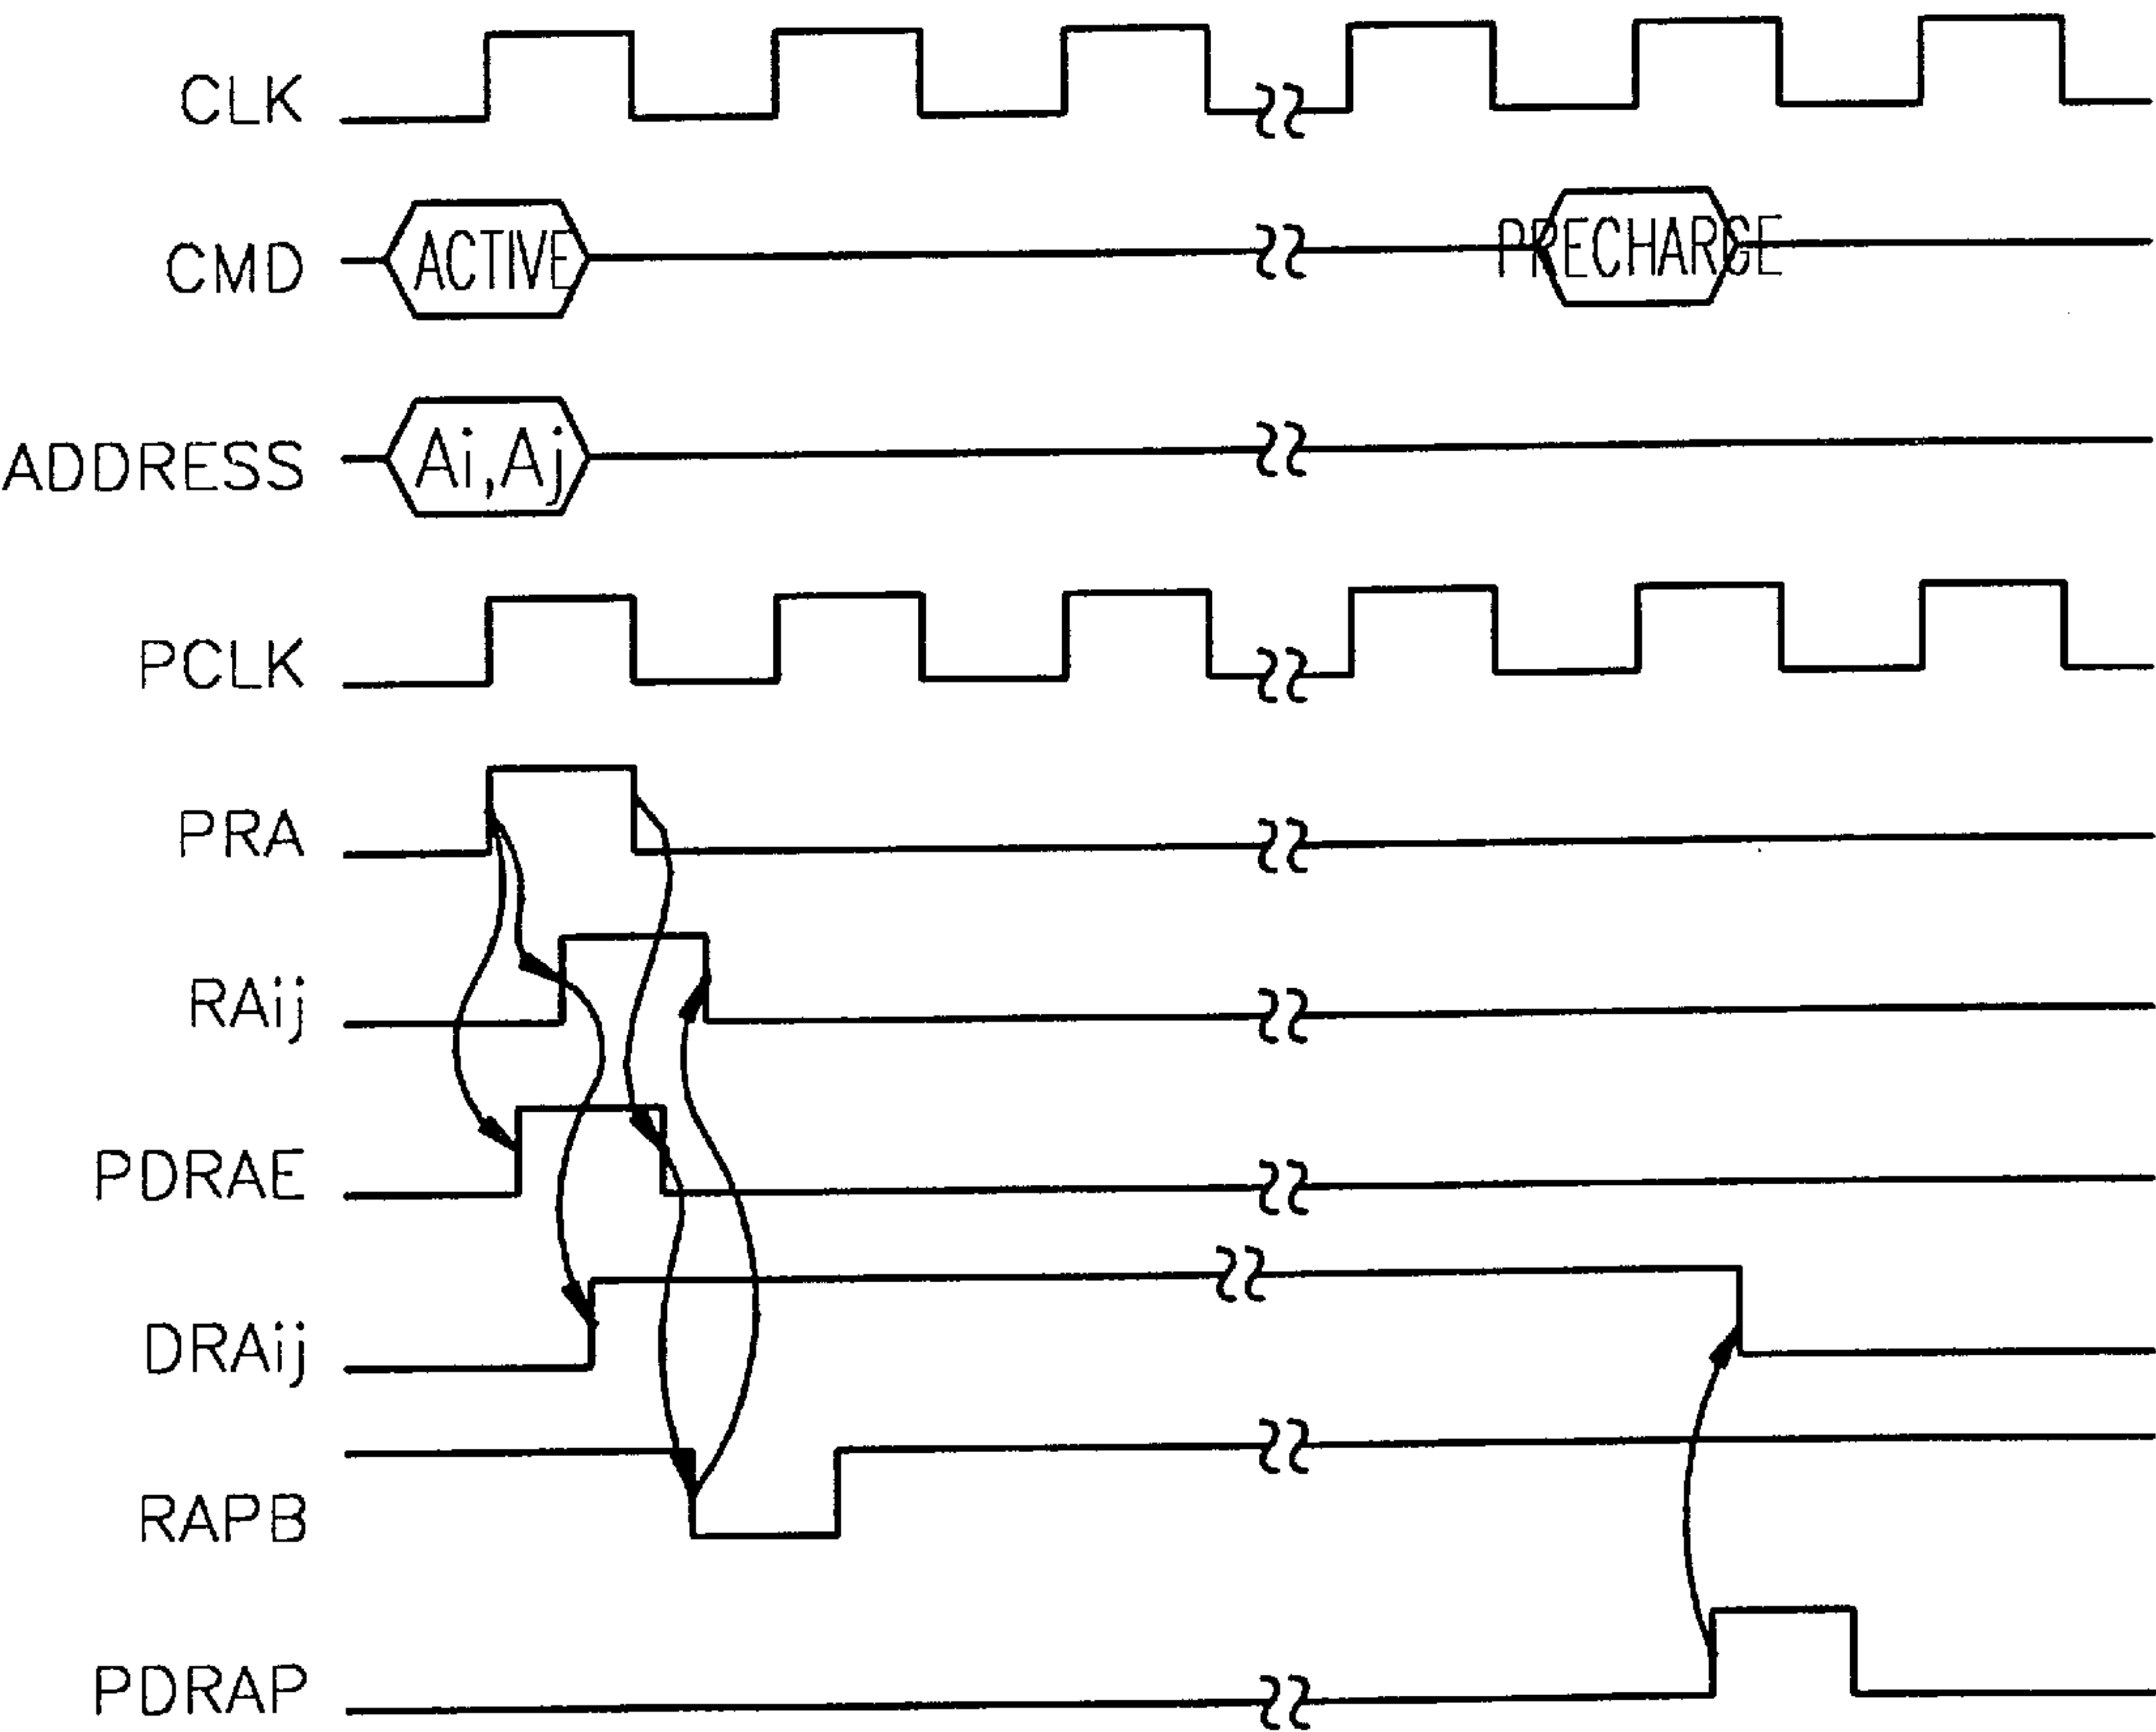 CLK
CMD ACTIVE PRECHARGE
ADDRESS Ai,Aj
PCLK
PRA
RAij
PDRAE
DRAij
RAPB
PDRAP